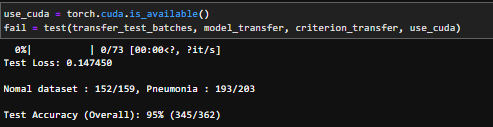 use_cuda = torch.cuda.is_available()
fail = test(transfer_test_batches, model_transfer, criterion_transfer, use_cuda)
0%| | 0/73 [00:00<?, ?it/s]
Test Loss: 0.147450
Nomal dataset : 152/159, Pneumonia : 193/203
Test Accuracy (Overall): 95% (345/362)